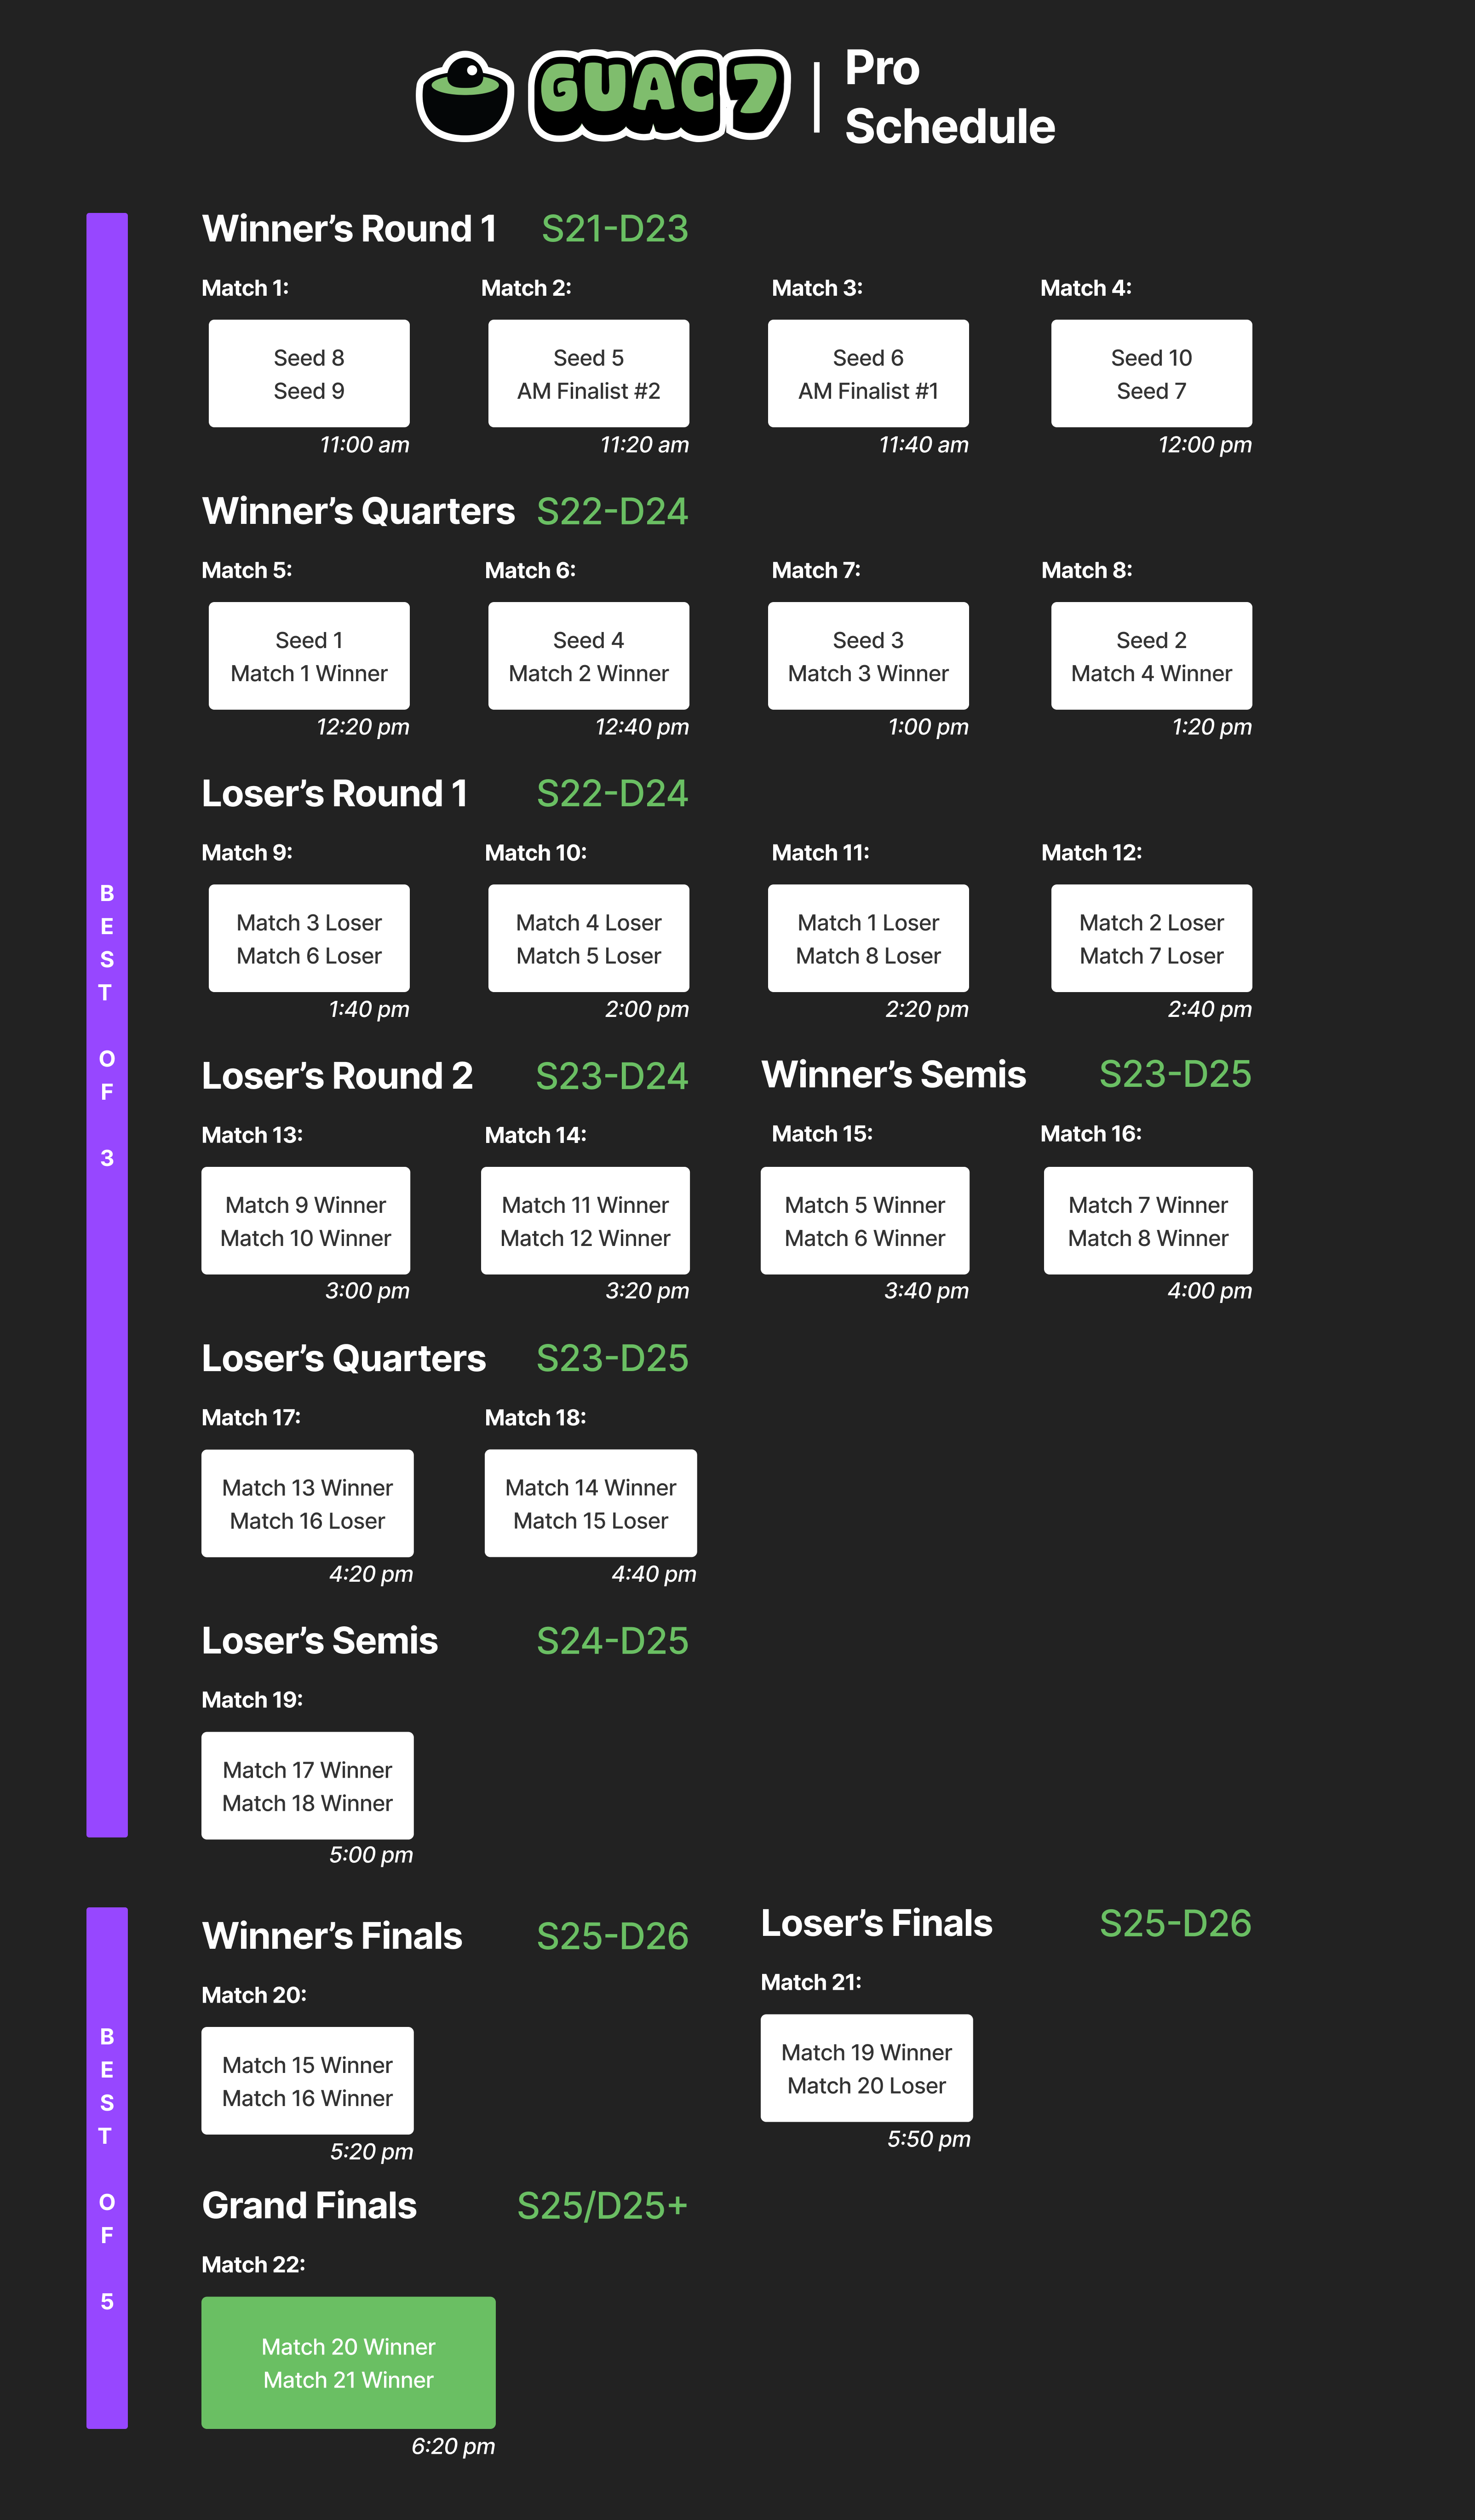 GUAC 7
Pro
Schedule
Winner’s Round 1 S21-D23
Match 1: Match 2: Match 3: Match 4:
Seed 8 Seed 5 Seed 6 Seed 10
Seed 9 AM Finalist #2 AM Finalist #1 Seed 7
11:00 am 11:20 am 11:40 am 12:00 pm
Winner’s Quarters S22-D24
Match 5: Match 6: Match 7: Match 8:
Seed 1 Seed 4 Seed 3 Seed 2
Match 1 Winner Match 2 Winner Match 3 Winner Match 4 Winner
12:20 pm 12:40 pm 1:00 pm 1:20 pm
Loser’s Round 1 S22-D24
Match 9: Match 10: Match 11: Match 12:
Match 3 Loser Match 4 Loser Match 1 Loser Match 2 Loser
Match 6 Loser Match 5 Loser Match 8 Loser Match 7 Loser
1:40 pm 2:00 pm 2:20 pm 2:40 pm
Loser’s Round 2 S23-D24 Winner’s Semis S23-D25
Match 13: Match 14: Match 15: Match 16:
Match 9 Winner Match 11 Winner Match 5 Winner Match 7 Winner
Match 10 Winner Match 12 Winner Match 6 Winner Match 8 Winner
3:00 pm 3:20 pm 3:40 pm 4:00 pm
Loser’s Quarters S23-D25
Match 17: Match 18:
Match 13 Winner Match 14 Winner
Match 16 Loser Match 15 Loser
4:20 pm 4:40 pm
Loser’s Semis S24-D25
Match 19:
Match 17 Winner
Match 18 Winner
5:00 pm
BEST OF 3
Winner’s Finals S25-D26 Loser’s Finals S25-D26
Match 20: Match 21:
Match 15 Winner Match 19 Winner
Match 16 Winner Match 20 Loser
5:20 pm 5:50 pm
Grand Finals S25/D25+
Match 22:
Match 20 Winner
Match 21 Winner
6:20 pm
BEST OF 5